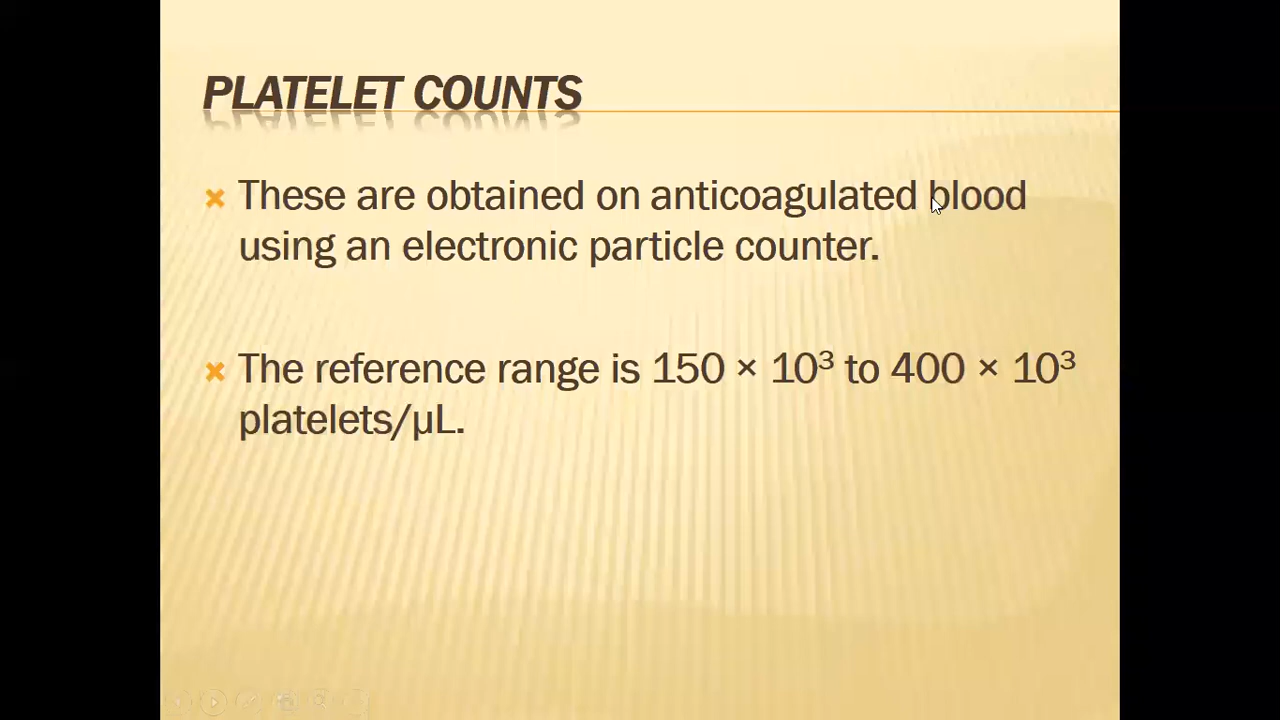 PLATELET COUNTS
These are obtained on anticoagulated blood
using an electronic particle counter.
The reference range is 150 × 10³ to 400 × 10³
platelets/µL.